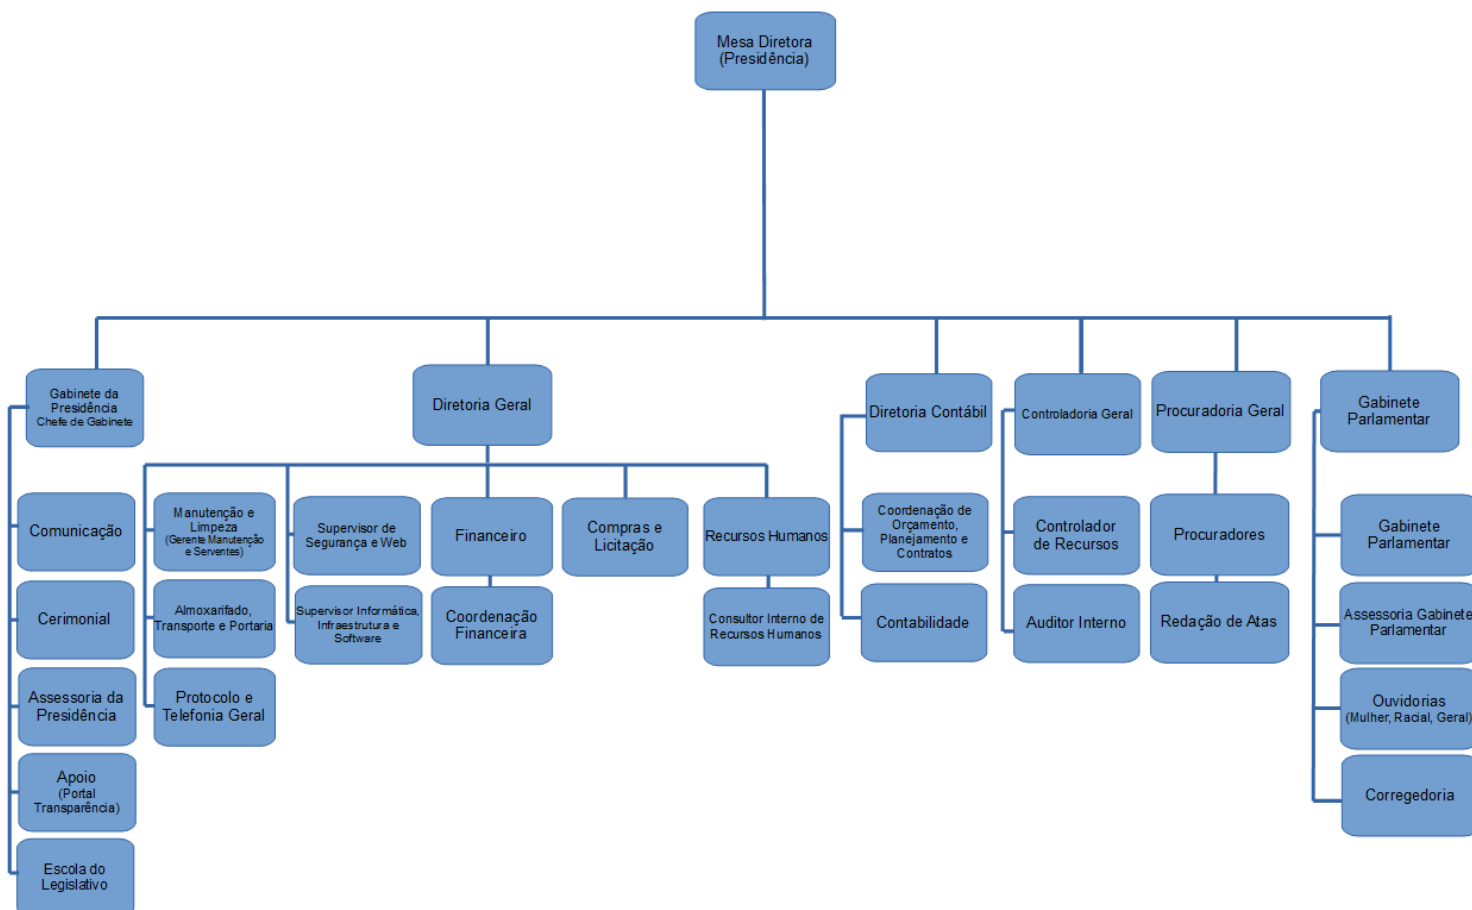 Mesa Diretora
(Presidência)
Gabinete da
Presidência
Chefe de Gabinete
Diretoria Geral
Diretoria Contábil
Controladoria Geral
Procuradoria Geral
Gabinete
Parlamentar
Comunicação
Manutenção e
Limpeza
(Gerente Manutenção
e Serventes)
Supervisor de
Segurança e Web
Financeiro
Compras e
Licitação
Recursos Humanos
Coordenação de
Orçamento,
Planejamento e
Contratos
Controlador
de Recursos
Procuradores
Gabinete
Parlamentar
Cerimonial
Almoxarifado,
Transporte e Portaria
Supervisor Informática,
Infraestrutura e
Software
Coordenação
Financeira
Consultor Interno de
Recursos Humanos
Contabilidade
Auditor Interno
Redação de Atas
Assessoria Gabinete
Parlamentar
Assessoria da
Presidência
Protocolo e
Telefonia Geral
Ouvidorias
(Mulher, Racial, Geral)
Apoio
(Portal
Transparência)
Corregedoria
Escola do
Legislativo